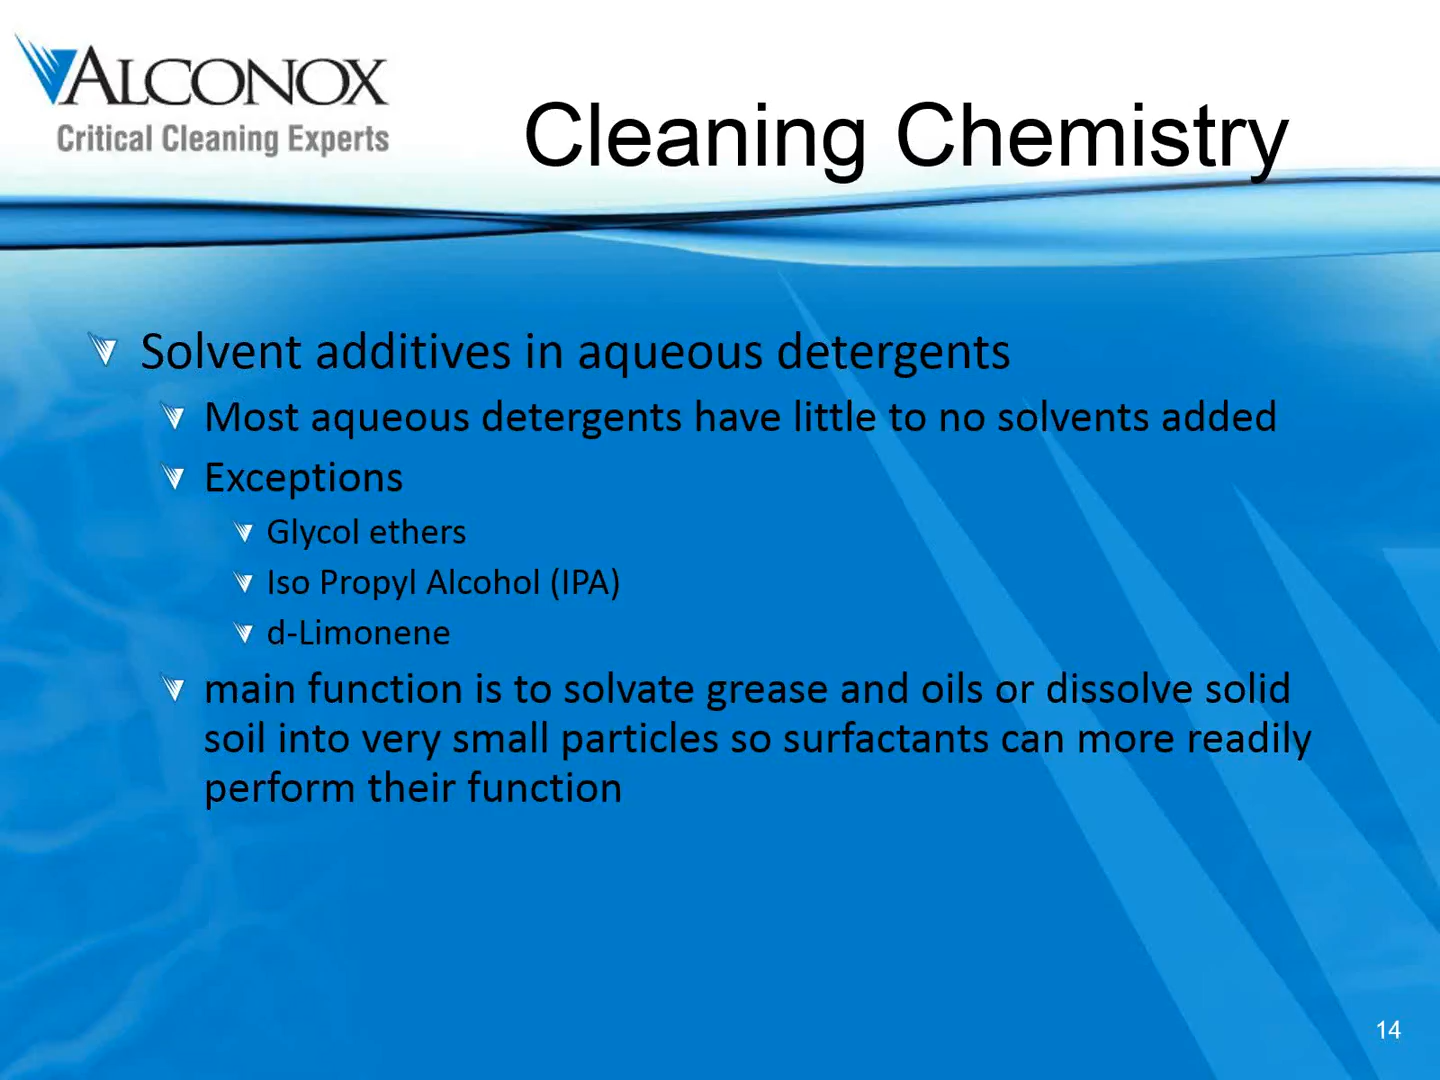 ALCONOX
Critical Cleaning Experts
Cleaning Chemistry
Solvent additives in aqueous detergents
Most aqueous detergents have little to no solvents added
Exceptions
Glycol ethers
Iso Propyl Alcohol (IPA)
d-Limonene
main function is to solvate grease and oils or dissolve solid
soil into very small particles so surfactants can more readily
perform their function
14